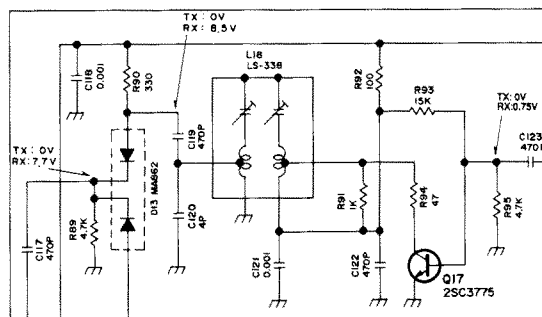 TX: 0V
RX: 8,5V
L18
LS-338
C118
0.001
R90
330
R92
100
R93
15K
TX:0V
RX:0.75V
TX: 0V
RX: 7,7V
C119
470P
C123
470P
D13 MA862
R91
1K
R94
47
R95
4.7K
R89
4.7K
C120
4P
C117
470P
C121
0.001
C122
470P
Q17
2SC3775